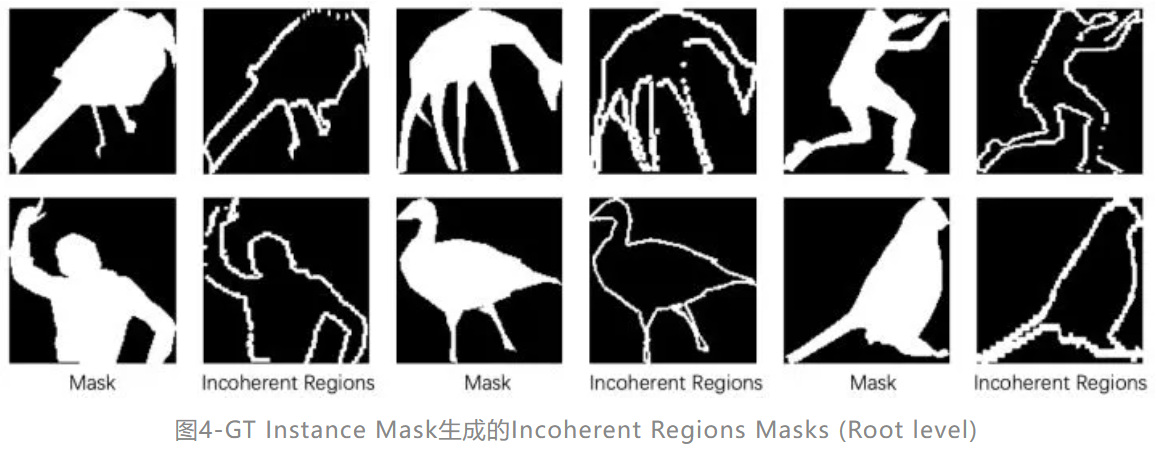 Mask Incoherent Regions Mask Incoherent Regions Mask Incoherent Regions
图4-GT Instance Mask生成的Incoherent Regions Masks (Root level)